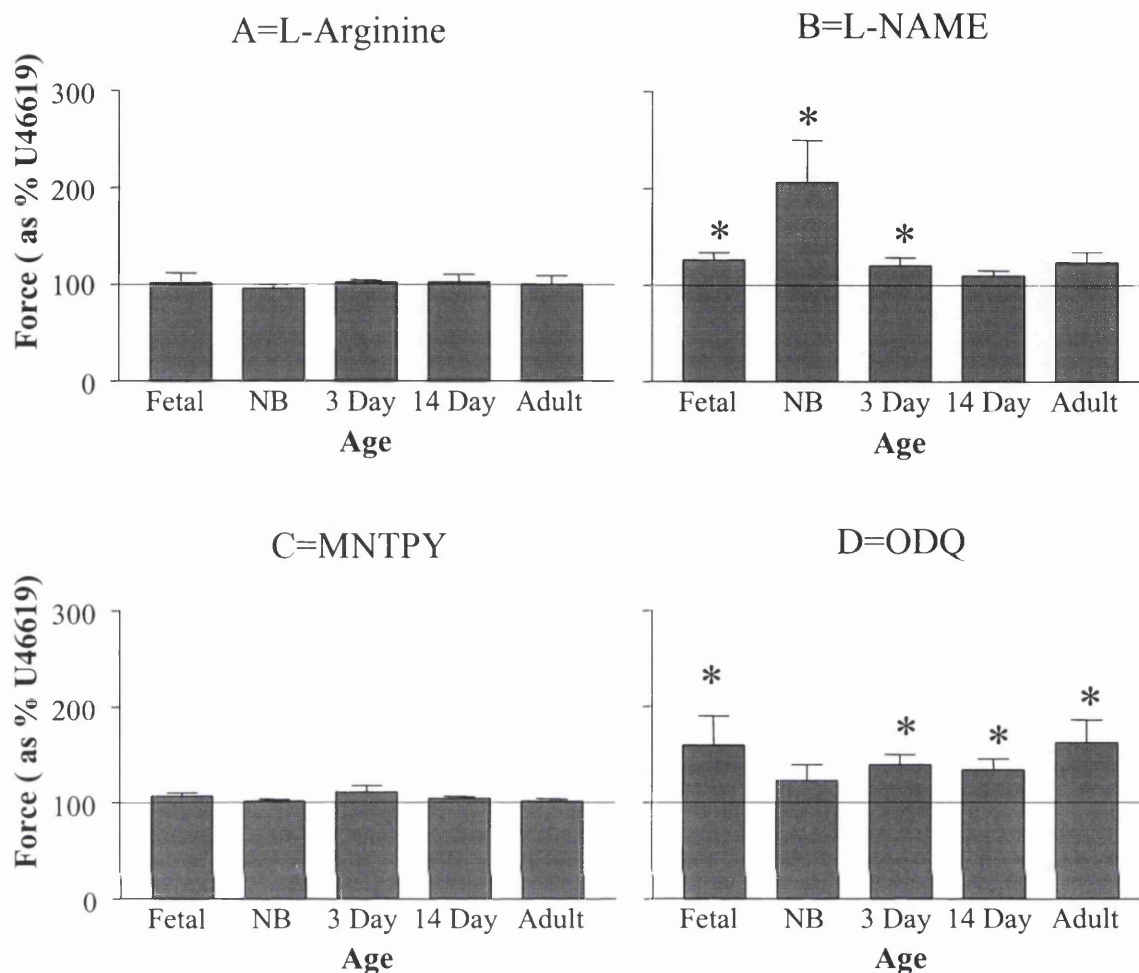 A=L-Arginine
Force ( as % U46619)
300
200
100
0
Fetal NB 3 Day 14 Day Adult
Age
B=L-NAME
*
*
*
Fetal NB 3 Day 14 Day Adult
Age
C=MNTPY
Force ( as % U46619)
300
200
100
0
Fetal NB 3 Day 14 Day Adult
Age
D=ODQ
*
*
*
*
Fetal NB 3 Day 14 Day Adult
Age